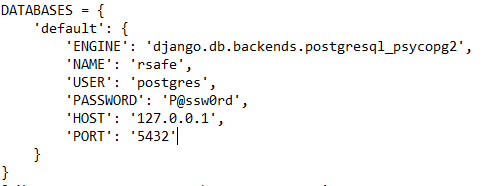 DATABASES = {
    'default': {
        'ENGINE': 'django.db.backends.postgresql_psycopg2',
        'NAME': 'rsafe',
        'USER': 'postgres',
        'PASSWORD': 'P@ssw0rd',
        'HOST': '127.0.0.1',
        'PORT': '5432'
    }
}